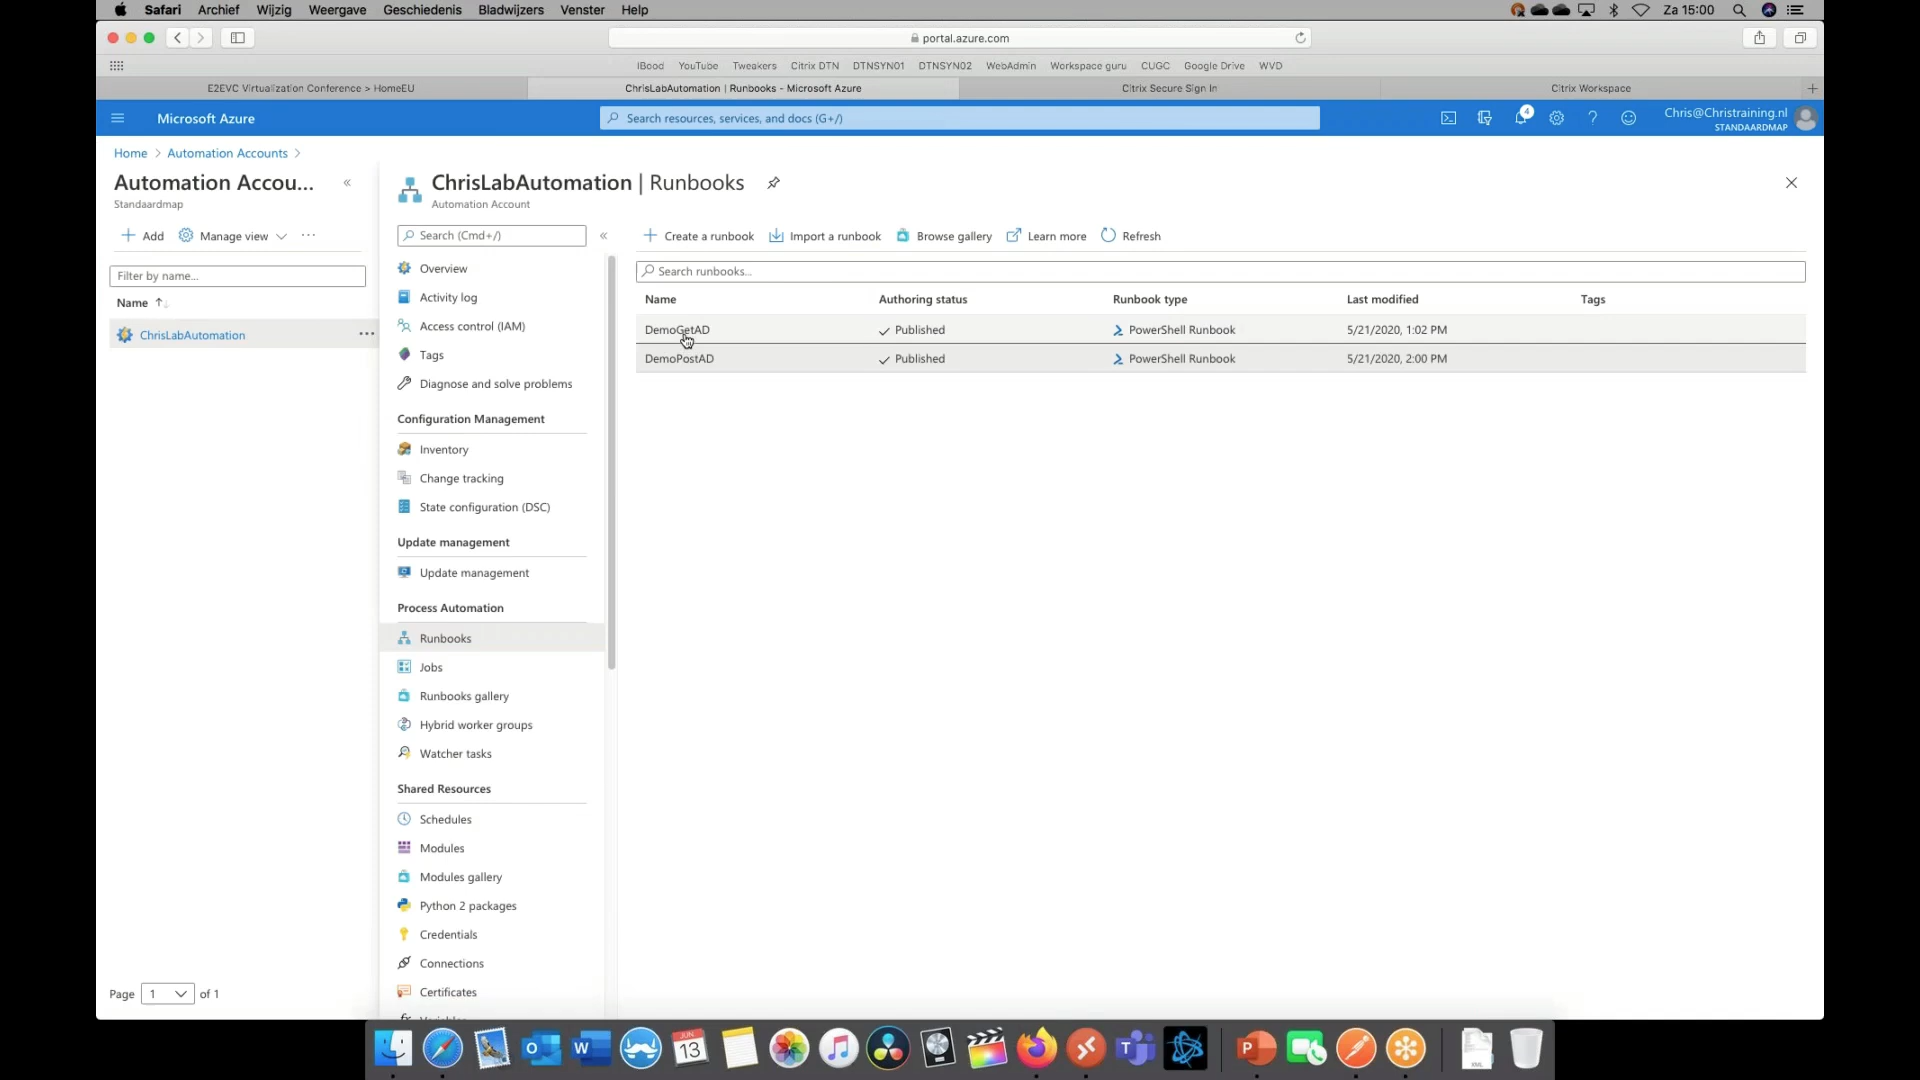 Safari Archief Wijzig Weergave Geschiedenis Bladwijzers Venster Help
Za 15:00
portal.azure.com
IBood YouTube Tweakers Citrix DTN DTNSYN01 DTNSYN02 WebAdmin Workspace guru CUGC Google Drive WVD
E2EVC Virtualization Conference > HomeEU
ChrisLabAutomation | Runbooks - Microsoft Azure
Citrix Secure Sign In
Citrix Workspace
Microsoft Azure
Search resources, services, and docs (G+/)
4
Chris@Christraining.nl
STANDAARDMAP
Home > Automation Accounts >
Automation Accou...
Standaardmap
Add
Manage view
Filter by name...
Name
ChrisLabAutomation
Page 1 of 1
ChrisLabAutomation | Runbooks
Automation Account
Search (Cmd+/)
Overview
Activity log
Access control (IAM)
Tags
Diagnose and solve problems
Configuration Management
Inventory
Change tracking
State configuration (DSC)
Update management
Update management
Process Automation
Runbooks
Jobs
Runbooks gallery
Hybrid worker groups
Watcher tasks
Shared Resources
Schedules
Modules
Modules gallery
Python 2 packages
Credentials
Connections
Certificates
Create a runbook
Import a runbook
Browse gallery
Learn more
Refresh
Search runbooks...
Name Authoring status Runbook type Last modified Tags
DemoGetAD Published PowerShell Runbook 5/21/2020, 1:02 PM
DemoPostAD Published PowerShell Runbook 5/21/2020, 2:00 PM
JUN
13